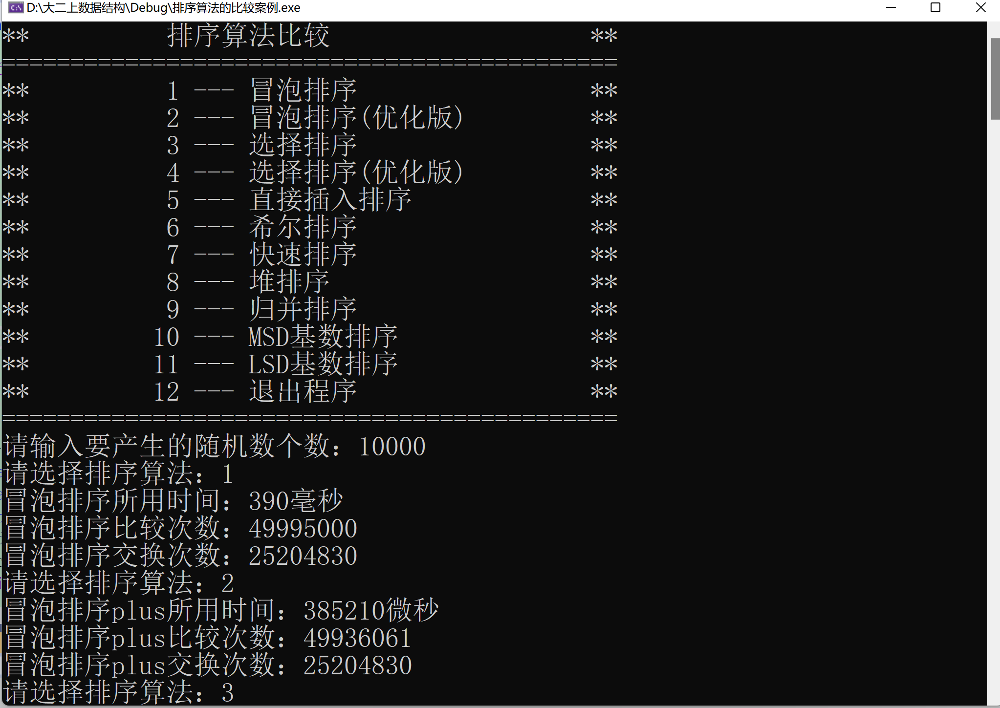 D:\大二上数据结构\Debug\排序算法的比较案例.exe
** 排序算法比较 **
=============================================
** 1 --- 冒泡排序 **
** 2 --- 冒泡排序(优化版) **
** 3 --- 选择排序 **
** 4 --- 选择排序(优化版) **
** 5 --- 直接插入排序 **
** 6 --- 希尔排序 **
** 7 --- 快速排序 **
** 8 --- 堆排序 **
** 9 --- 归并排序 **
** 10 --- MSD基数排序 **
** 11 --- LSD基数排序 **
** 12 --- 退出程序 **
=============================================
请输入要产生的随机数个数：10000
请选择排序算法：1
冒泡排序所用时间：390毫秒
冒泡排序比较次数：49995000
冒泡排序交换次数：25204830
请选择排序算法：2
冒泡排序plus所用时间：385210微秒
冒泡排序plus比较次数：49936061
冒泡排序plus交换次数：25204830
请选择排序算法：3